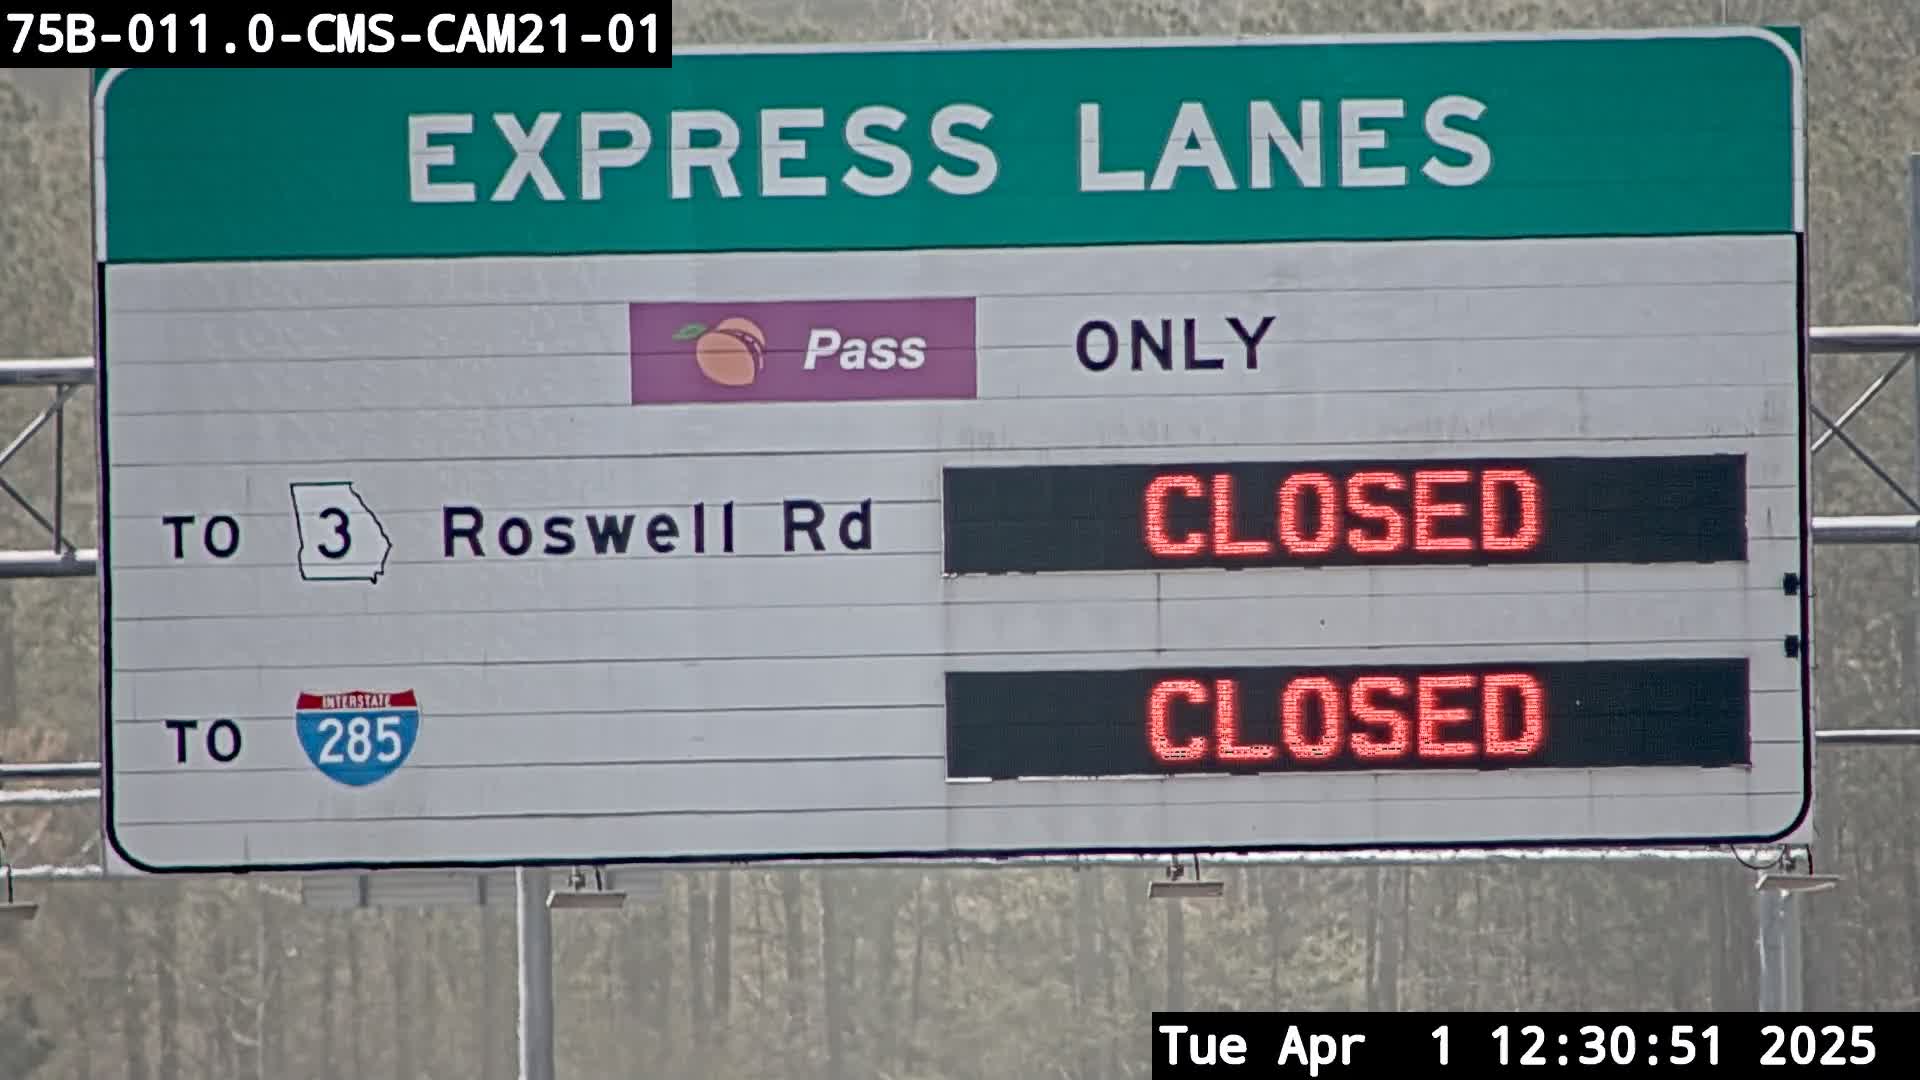 75B-011.0-CMS-CAM21-01
EXPRESS LANES
Pass ONLY
TO 3 Roswell Rd CLOSED
TO INTERSTATE 285 CLOSED
Tue Apr 1 12:30:51 2025